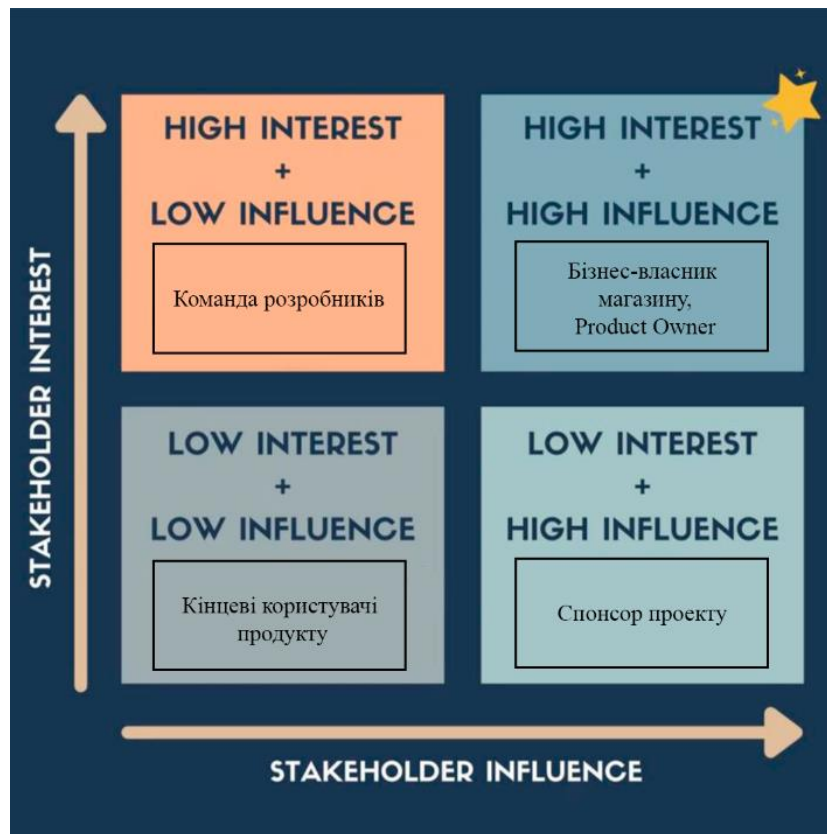 HIGH INTEREST
+
LOW INFLUENCE
Команда розробників
HIGH INTEREST
+
HIGH INFLUENCE
Бізнес-власник
магазину,
Product Owner
LOW INTEREST
+
LOW INFLUENCE
Кінцеві користувачі
продукту
LOW INTEREST
+
HIGH INFLUENCE
Спонсор проекту
STAKEHOLDER INTEREST
STAKEHOLDER INFLUENCE